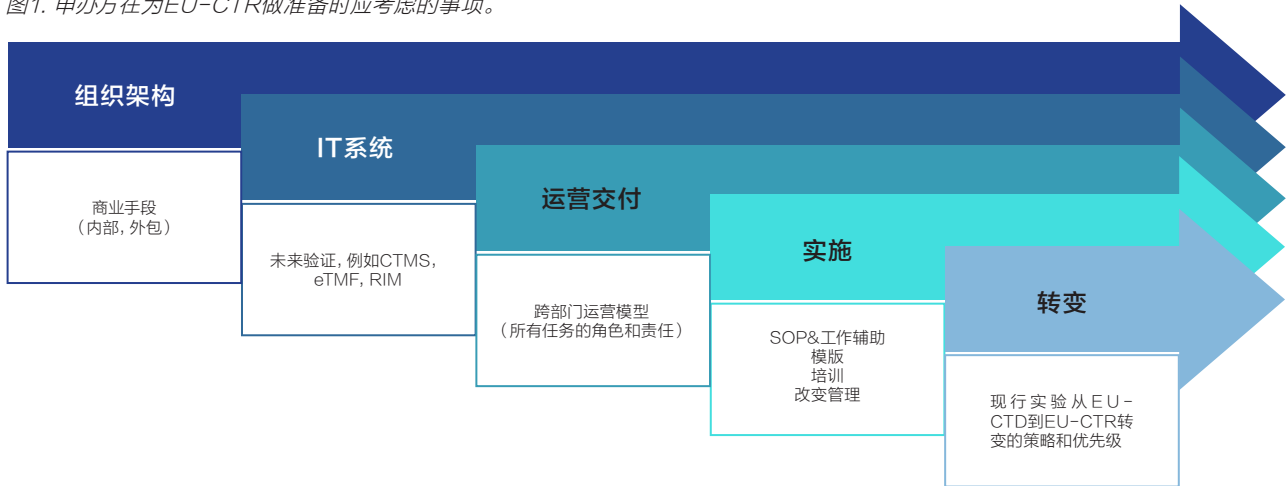 图1. 申办方在为EU-CTR做准备的应考虑的事项。
组织架构
商业手段
（内部, 外包）
IT系统
未来验证, 例如CTMS,
eTMF, RIM
运营交付
跨部门运营模型
（所有任务的角色和责任）
实施
SOP&工作辅助
模版
培训
改变管理
转变
现行实验从EU-
CTD到EU-CTR转
变的策略和优先级